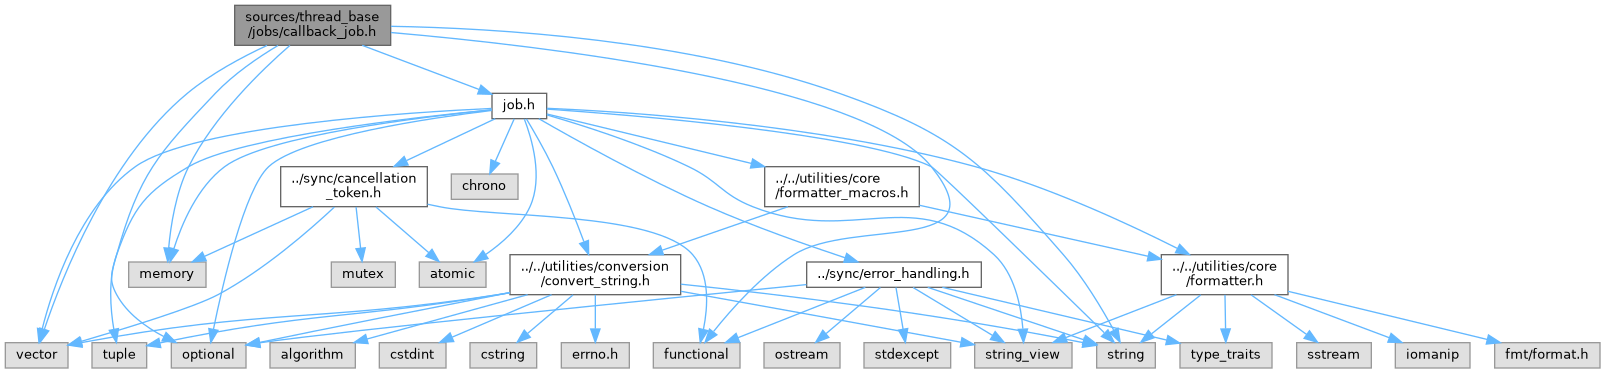 sources/thread_base
/jobs/callback_job.h
job.h
../sync/cancellation
_token.h
chrono
../../utilities/core
/formatter_macros.h
memory
mutex
atomic
../../utilities/conversion
/convert_string.h
../sync/error_handling.h
../../utilities/core
/formatter.h
vector
tuple
optional
algorithm
cstdint
cstring
errno.h
functional
ostream
stdexcept
string_view
string
type_traits
sstream
iomanip
fmt/format.h